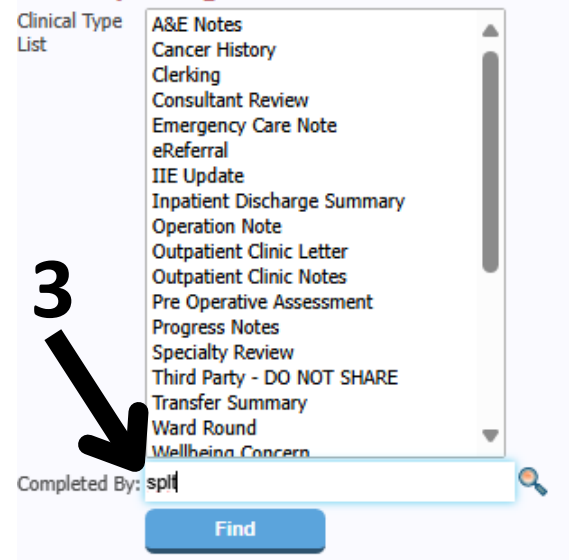 Clinical Type
List
A&E Notes
Cancer History
Clerking
Consultant Review
Emergency Care Note
eReferral
IIE Update
Inpatient Discharge Summary
Operation Note
Outpatient Clinic Letter
Outpatient Clinic Notes
Pre Operative Assessment
Progress Notes
Specialty Review
Third Party - DO NOT SHARE
Transfer Summary
Ward Round
Wellbeing Concern
3
Completed By: splt
Find